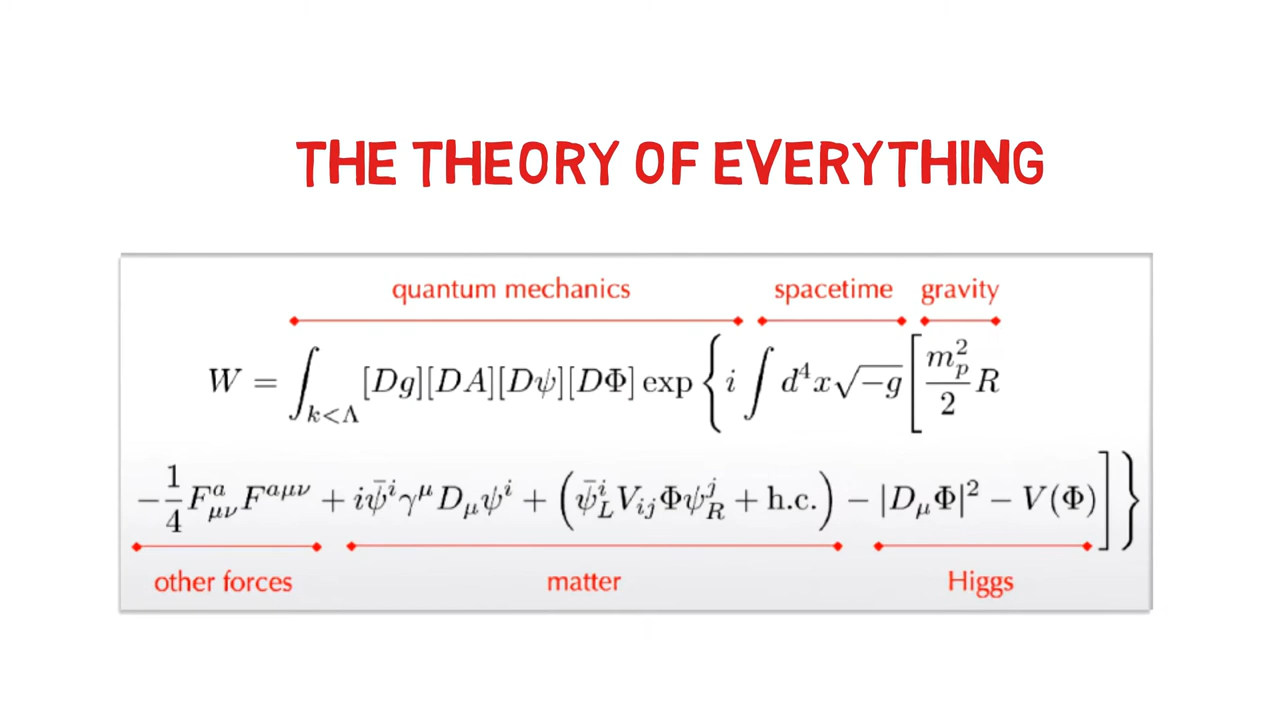 THE THEORY OF EVERYTHING
quantum mechanics spacetime gravity
W = ∫_{k<Λ} [Dg][DA][Dψ][DΦ] exp { i ∫ d⁴x √−g [ m_p²/2 R
− 1/4 F^a_{μν} F^{aμν} + i ψ̄^i γ^μ D_μ ψ^i + ( ψ̄^i_L V_{ij} Φ ψ^j_R + h.c. ) − |D_μ Φ|² − V(Φ) ] }
other forces matter Higgs